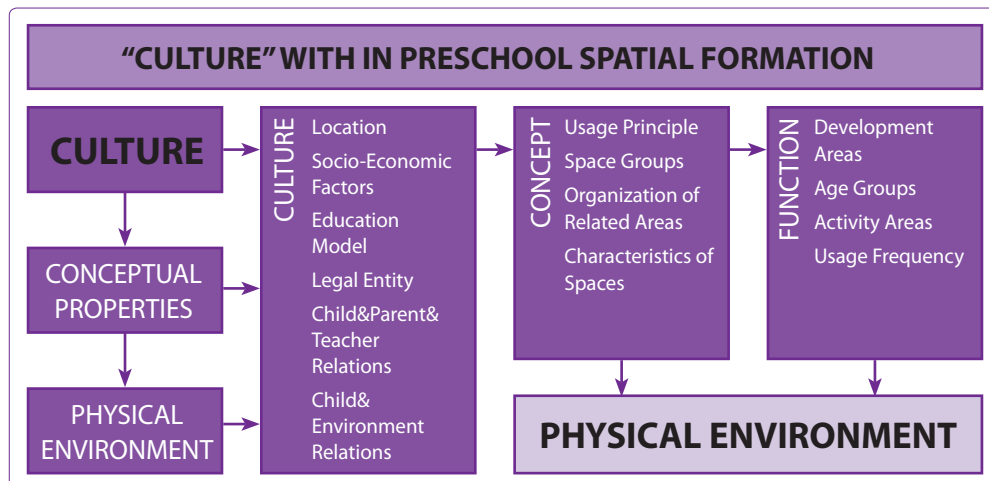 “CULTURE” WITH IN PRESCHOOL SPATIAL FORMATION
CULTURE
CONCEPTUAL
PROPERTIES
PHYSICAL
ENVIRONMENT
CULTURE
Location
Socio-Economic
Factors
Education
Model
Legal Entity
Child&Parent&
Teacher
Relations
Child&
Environment
Relations
CONCEPT
Usage Principle
Space Groups
Organization of
Related Areas
Characteristics of
Spaces
FUNCTION
Development
Areas
Age Groups
Activity Areas
Usage Frequency
PHYSICAL ENVIRONMENT